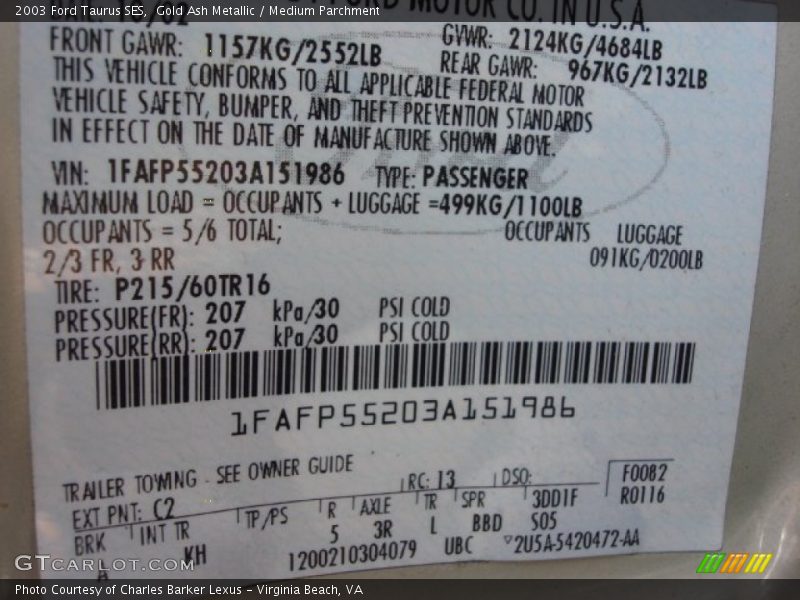 2003 Ford Taurus SES, Gold Ash Metallic / Medium Parchment
MOTOR CO. IN U.S.A.
FRONT GAWR: 1157KG/2552LB GVWR: 2124KG/4684LB
REAR GAWR: 967KG/2132LB
THIS VEHICLE CONFORMS TO ALL APPLICABLE FEDERAL MOTOR
VEHICLE SAFETY, BUMPER, AND THEFT PREVENTION STANDARDS
IN EFFECT ON THE DATE OF MANUFACTURE SHOWN ABOVE.
VIN: 1FAFP55203A151986 TYPE: PASSENGER
MAXIMUM LOAD = OCCUPANTS + LUGGAGE =499KG/1100LB
OCCUPANTS = 5/6 TOTAL; OCCUPANTS LUGGAGE
2/3 FR, 3 RR 091KG/0200LB
TIRE: P215/60TR16
PRESSURE(FR): 207 kPa/30 PSI COLD
PRESSURE(RR): 207 kPa/30 PSI COLD
1FAFP55203A151986
TRAILER TOWING - SEE OWNER GUIDE
EXT PNT: C2 RC: 13 DSO: F0082
R0116
BRK INT TR TP/PS R AXLE TR SPR 3DD1F
KH 5 3R L BBD S05
A 1200210304079 UBC 2U5A-5420472-AA
GTCARLOT.COM
Photo Courtesy of Charles Barker Lexus - Virginia Beach, VA